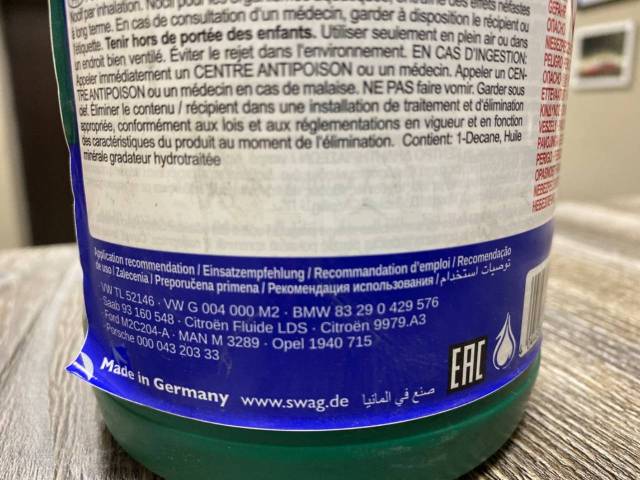 Nocif par inhalation. Nocif pour les organismes aquatiques, entraîne des effets néfastes
à long terme. En cas de consultation d'un médecin, garder à disposition le récipient ou
l'étiquette. Tenir hors de portée des enfants. Utiliser seulement en plein air ou dans
un endroit bien ventilé. Éviter le rejet dans l'environnement. EN CAS D'INGESTION:
Appeler immédiatement un CENTRE ANTIPOISON ou un médecin. Appeler un CEN-
TRE ANTIPOISON ou un médecin en cas de malaise. NE PAS faire vomir. Garder sous
clef. Éliminer le contenu / récipient dans une installation de traitement et d'élimination
appropriée, conformément aux lois et aux réglementations en vigueur et en fonction
des caractéristiques du produit au moment de l'élimination. Contient: 1-Decane, Huile
minérale gradateur hydrotraitée
Application recommendation / Einsatzempfehlung / Recommandation d'emploi / Recomendação
de uso / Zalecenia / Preporučena primena / Рекомендация использования / توصيات استخدام
VW TL 52146 · VW G 004 000 M2 · BMW 83 29 0 429 576
Saab 93 160 548 · Citroën Fluide LDS · Citroën 9979.A3
Ford M2C204-A · MAN M 3289 · Opel 1940 715
Porsche 000 043 203 33
Made in Germany www.swag.de صنع في المانيا
EAC